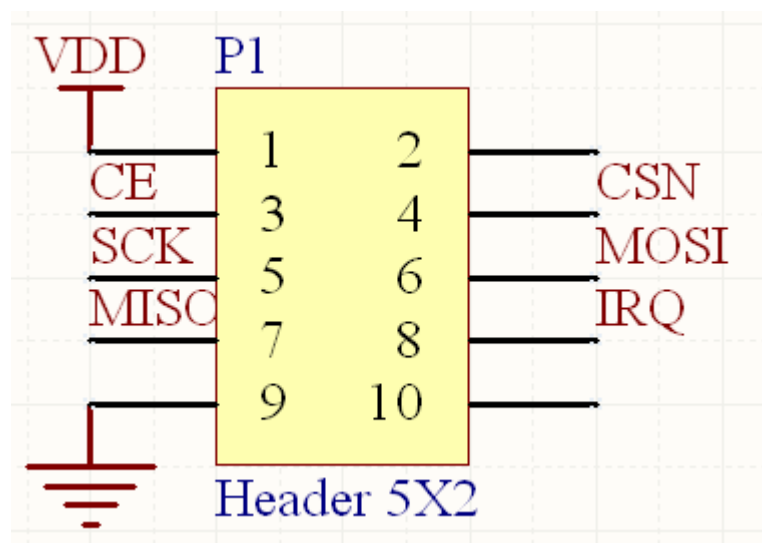 VDD P1
1 2
CE CSN
3 4
SCK MOSI
5 6
MISO IRQ
7 8
9 10
Header 5X2